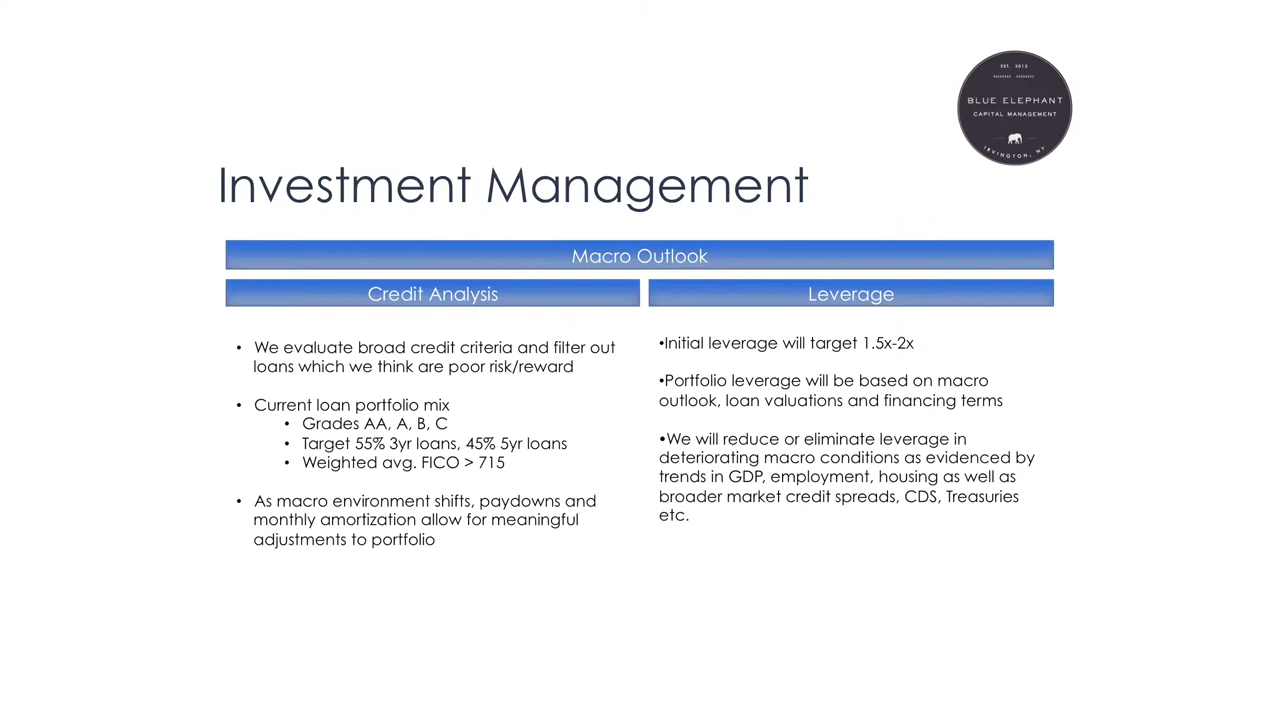 EST. 2013
BLUE ELEPHANT
CAPITAL MANAGEMENT
IRVINGTON, NY
Investment Management
Macro Outlook
Credit Analysis
• We evaluate broad credit criteria and filter out
loans which we think are poor risk/reward
• Current loan portfolio mix
• Grades AA, A, B, C
• Target 55% 3yr loans, 45% 5yr loans
• Weighted avg. FICO > 715
• As macro environment shifts, paydowns and
monthly amortization allow for meaningful
adjustments to portfolio
Leverage
•Initial leverage will target 1.5x-2x
•Portfolio leverage will be based on macro
outlook, loan valuations and financing terms
•We will reduce or eliminate leverage in
deteriorating macro conditions as evidenced by
trends in GDP, employment, housing as well as
broader market credit spreads, CDS, Treasuries
etc.